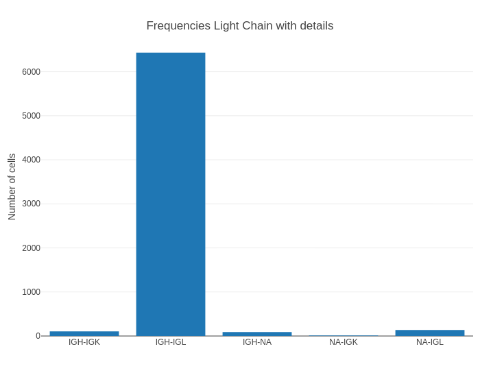 Frequencies Light Chain with details
Number of cells
6000
5000
4000
3000
2000
1000
0
IGH-IGK
IGH-IGL
IGH-NA
NA-IGK
NA-IGL